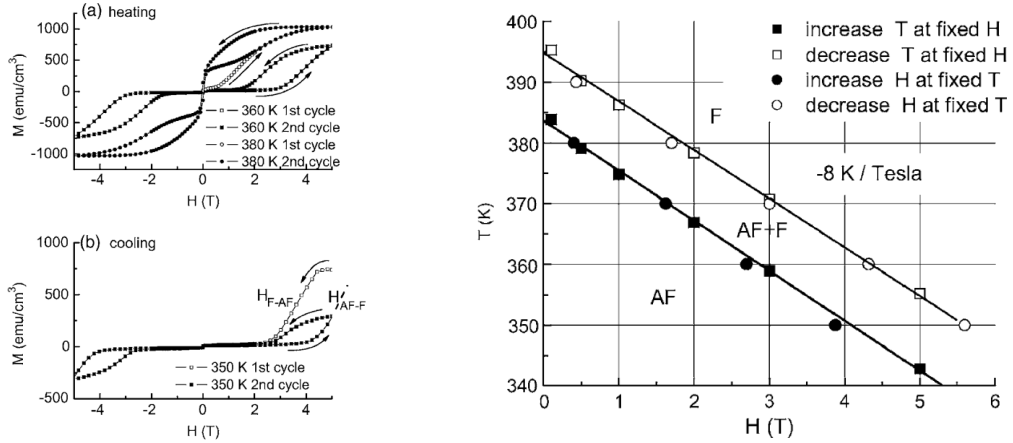 (a) heating
1000
500
0
-500
-1000
M (emu/cm³)
360 K 1st cycle
360 K 2nd cycle
380 K 1st cycle
380 K 2nd cycle
-4 -2 0 2 4
H (T)
(b) cooling
1000
500
0
500
M (emu/cm³)
H F-AF
H' AF-F
350 K 1st cycle
350 K 2nd cycle
-4 -2 0 2 4
H (T)
400
390
380
370
360
350
340
T (K)
increase T at fixed H
decrease T at fixed H
increase H at fixed T
decrease H at fixed T
F
-8 K / Tesla
AF+F
AF
0 1 2 3 4 5 6
H (T)